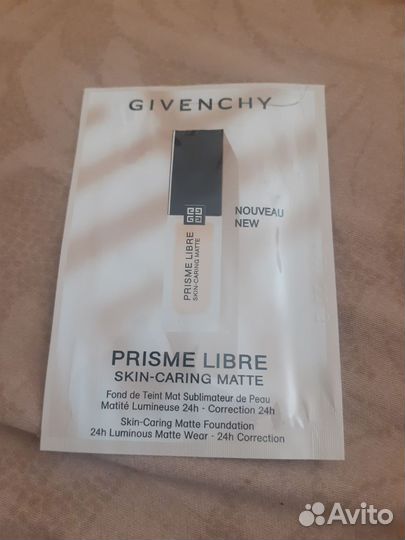 GIVENCHY
NOUVEAU
NEW
PRISME LIBRE
SKIN-CARING MATTE
PRISME LIBRE
SKIN-CARING MATTE
Fond de Teint Mat Sublimateur de Peau
Matité Lumineuse 24h - Correction 24h
Skin-Caring Matte Foundation
24h Luminous Matte Wear - 24h Correction
Avito